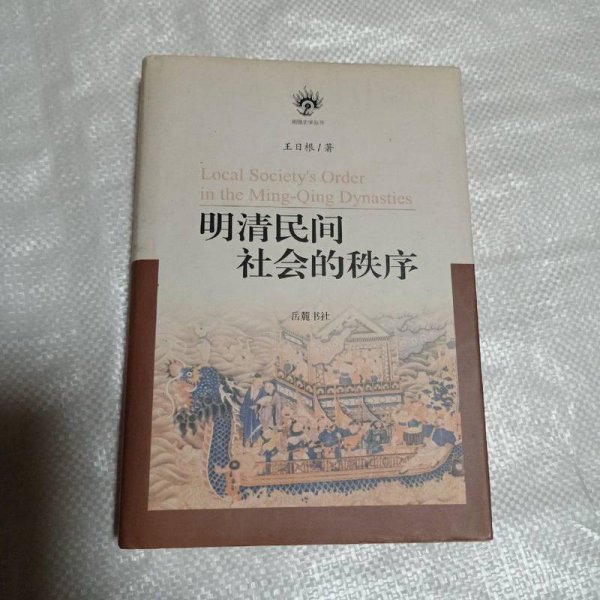 王日根/著
Local Society's Order
in the Ming-Qing Dynasties
明清民间
社会的秩序
岳麓书社